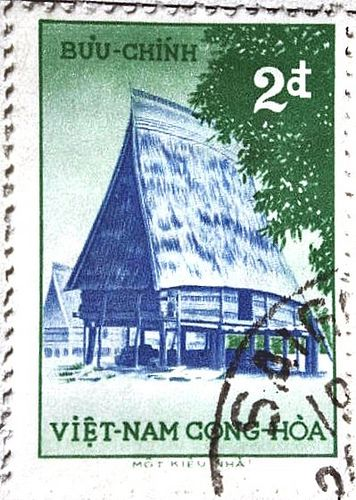 BƯU-CHÍNH
2đ
VIỆT-NAM CỘNG-HÒA
MỘT KIỂU NHÀ